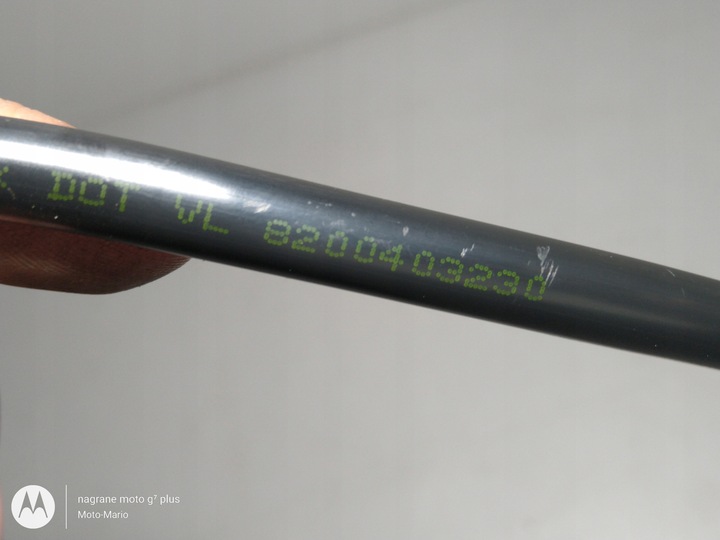 DOT VL 8200403230
nagrane moto g⁷ plus
Moto-Mario